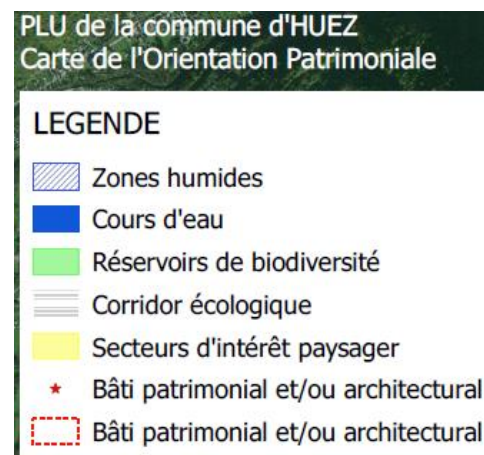 PLU de la commune d'HUEZ
Carte de l'Orientation Patrimoniale
LEGENDE
Zones humides
Cours d'eau
Réservoirs de biodiversité
Corridor écologique
Secteurs d'intérêt paysager
Bâti patrimonial et/ou architectural
Bâti patrimonial et/ou architectural